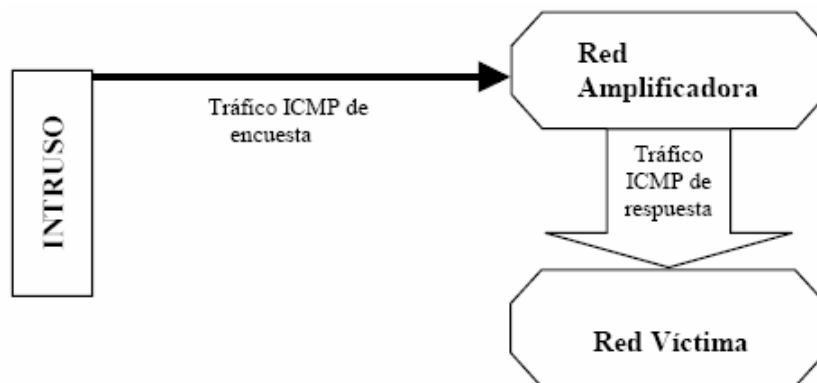 INTRUSO
Tráfico ICMP de
encuesta
Red
Amplificadora
Tráfico
ICMP de
respuesta
Red Víctima